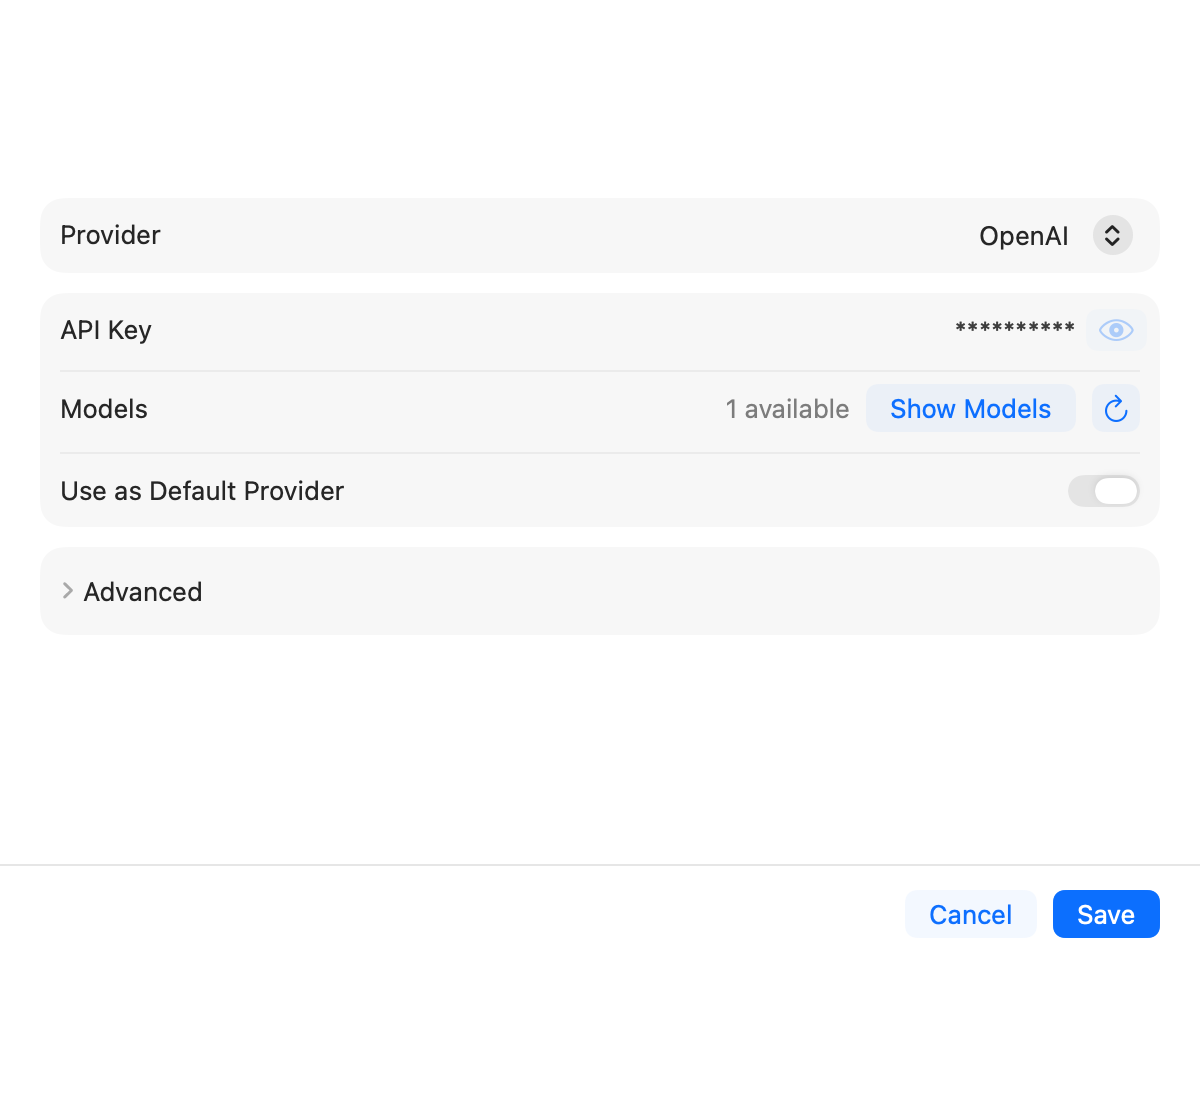 Provider OpenAI
API Key **********
Models 1 available Show Models
Use as Default Provider
Advanced
Cancel Save